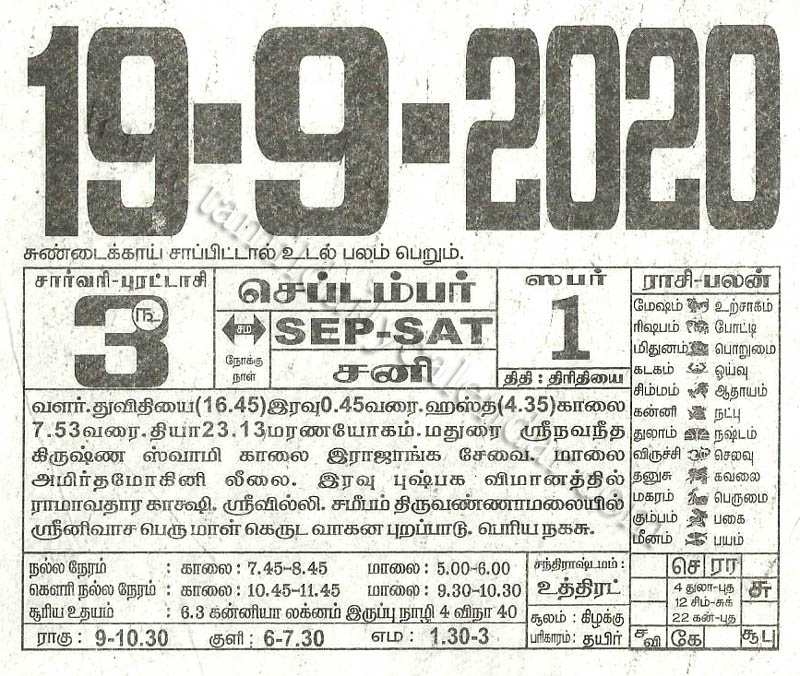 19-9-2020
சுண்டைக்காய் சாப்பிட்டால் உடல் பலம் பெறும்.
சார்வரி-புரட்டாசி
3
௩
செப்டம்பர்
சம
நோக்கு
நாள்
SEP-SAT
சனி
ஸபர்
1
திதி : திரிதியை
வளர். துவிதியை(16.45)இரவு0.45வரை. ஹஸ்த(4.35)காலை
7.53வரை. தியா23.13மரணயோகம். மதுரை ஸ்ரீநவநீத
கிருஷ்ண ஸ்வாமி காலை இராஜாங்க சேவை. மாலை
அமிர்தமோகினி லீலை. இரவு புஷ்பக விமானத்தில்
ராமாவதார காக்ஷி. ஸ்ரீவில்லி. சமீபம் திருவண்ணாமலையில்
ஸ்ரீனிவாச பெருமாள் கெருட வாகன புறப்பாடு. பெரிய நகசு.
ராசி-பலன்
மேஷம் உற்சாகம்
ரிஷபம் போட்டி
மிதுனம் பொறுமை
கடகம் ஓய்வு
சிம்மம் ஆதாயம்
கன்னி நட்பு
துலாம் நஷ்டம்
விருச்சி செலவு
தனுசு கவலை
மகரம் பெருமை
கும்பம் பகை
மீனம் பயம்
நல்ல நேரம் : காலை: 7.45-8.45 மாலை: 5.00-6.00
கௌரி நல்ல நேரம் : காலை: 10.45-11.45 மாலை: 9.30-10.30
சூரிய உதயம் : 6.3 கன்னியா லக்னம் இருப்பு நாழி 4 விநா 40
ராகு: 9-10.30 குளி: 6-7.30 எம: 1.30-3
சந்திராஷ்டமம் :
உத்திரட்
சூலம் : கிழக்கு
பரிகாரம் : தயிர்
செ ரா
4 துலா-புத
12 சிம்-சுக்
22 கன்-புத
சு
ச வி
கே
சூ பு
tamildailycalendar.com